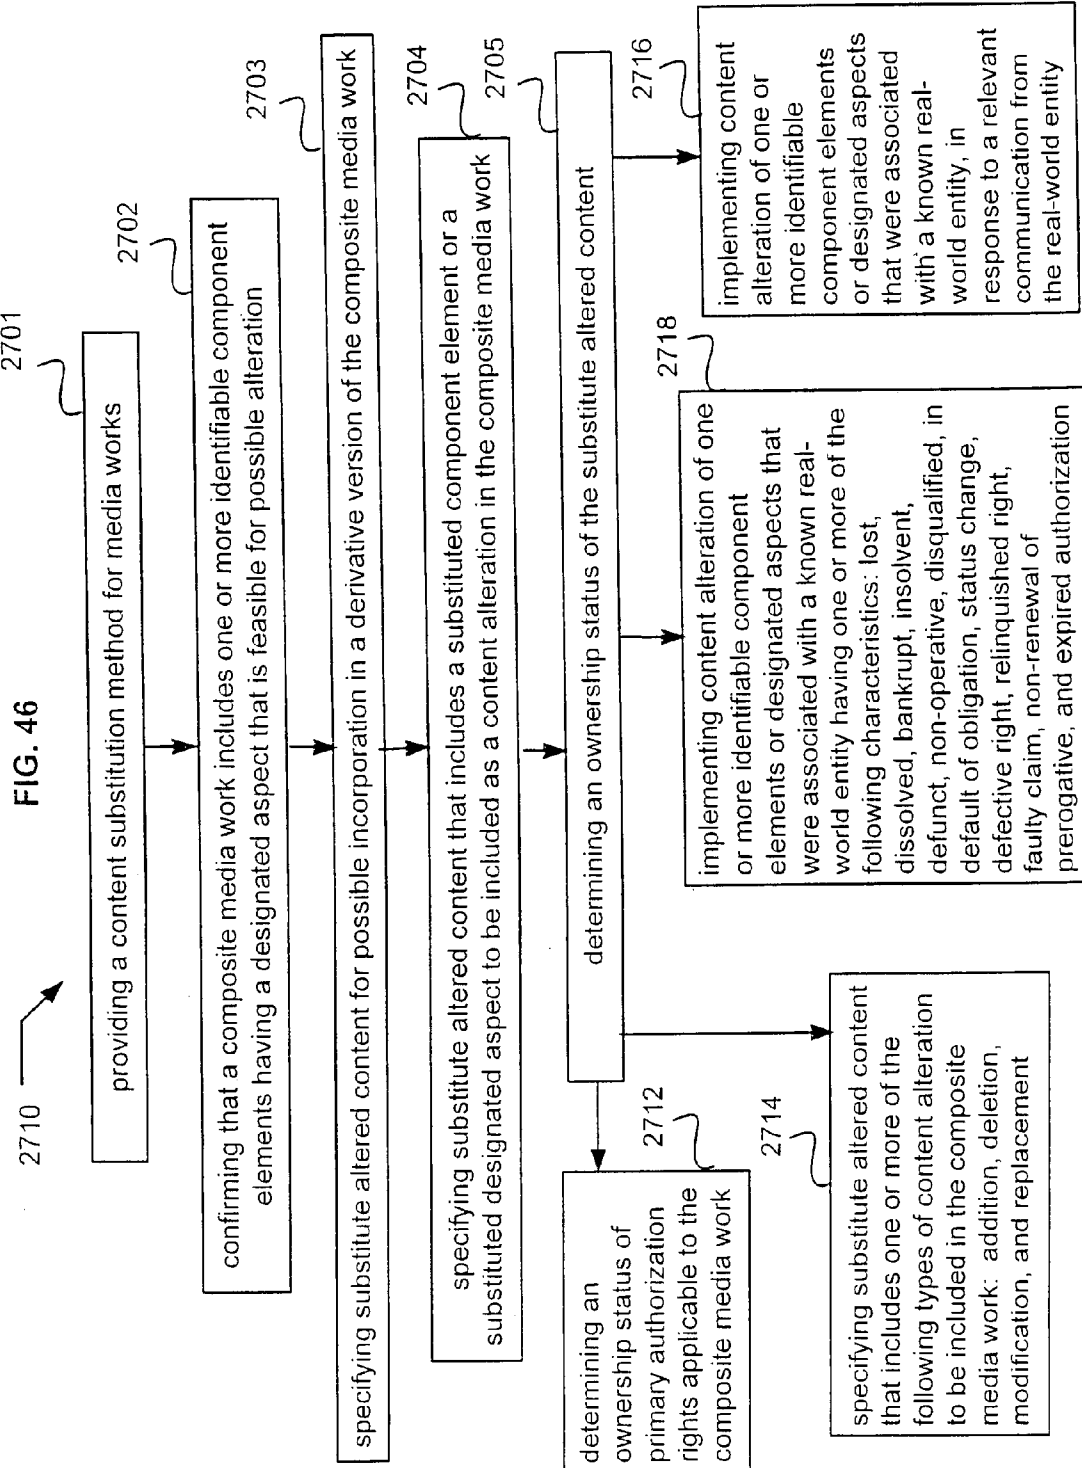 FIG. 46
2710
2701
providing a content substitution method for media works
2702
confirming that a composite media work includes one or more identifiable component
elements having a designated aspect that is feasible for possible alteration
2703
specifying substitute altered content for possible incorporation in a derivative version of the composite media work
2704
specifying substitute altered content that includes a substituted component element or a
substituted designated aspect to be included as a content alteration in the composite media work
2705
determining an ownership status of the substitute altered content
2712
determining an
ownership status of
primary authorization
rights applicable to the
composite media work
2714
specifying substitute altered content
that includes one or more of the
following types of content alteration
to be included in the composite
media work: addition, deletion,
modification, and replacement
2718
implementing content alteration of one
or more identifiable component
elements or designated aspects that
were associated with a known real-
world entity having one or more of the
following characteristics: lost,
dissolved, bankrupt, insolvent,
defunct, non-operative, disqualified, in
default of obligation, status change,
defective right, relinquished right,
faulty claim, non-renewal of
prerogative, and expired authorization
2716
implementing content
alteration of one or
more identifiable
component elements
or designated aspects
that were associated
with a known real-
world entity, in
response to a relevant
communication from
the real-world entity